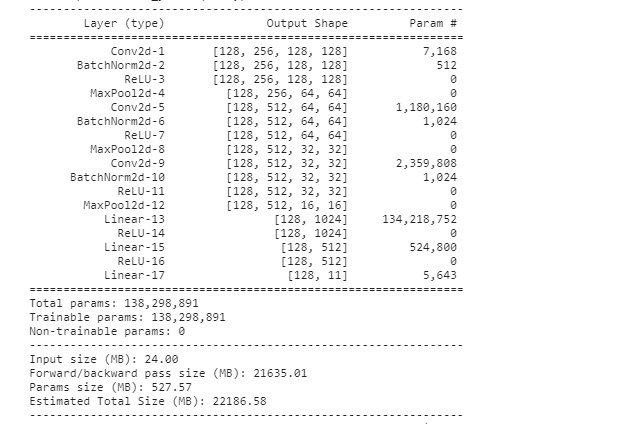 ----------------------------------------------------------------
Layer (type) Output Shape Param #
================================================================
Conv2d-1 [128, 256, 128, 128] 7,168
BatchNorm2d-2 [128, 256, 128, 128] 512
ReLU-3 [128, 256, 128, 128] 0
MaxPool2d-4 [128, 256, 64, 64] 0
Conv2d-5 [128, 512, 64, 64] 1,180,160
BatchNorm2d-6 [128, 512, 64, 64] 1,024
ReLU-7 [128, 512, 64, 64] 0
MaxPool2d-8 [128, 512, 32, 32] 0
Conv2d-9 [128, 512, 32, 32] 2,359,808
BatchNorm2d-10 [128, 512, 32, 32] 1,024
ReLU-11 [128, 512, 32, 32] 0
MaxPool2d-12 [128, 512, 16, 16] 0
Linear-13 [128, 1024] 134,218,752
ReLU-14 [128, 1024] 0
Linear-15 [128, 512] 524,800
ReLU-16 [128, 512] 0
Linear-17 [128, 11] 5,643
================================================================
Total params: 138,298,891
Trainable params: 138,298,891
Non-trainable params: 0
----------------------------------------------------------------
Input size (MB): 24.00
Forward/backward pass size (MB): 21635.01
Params size (MB): 527.57
Estimated Total Size (MB): 22186.58
----------------------------------------------------------------